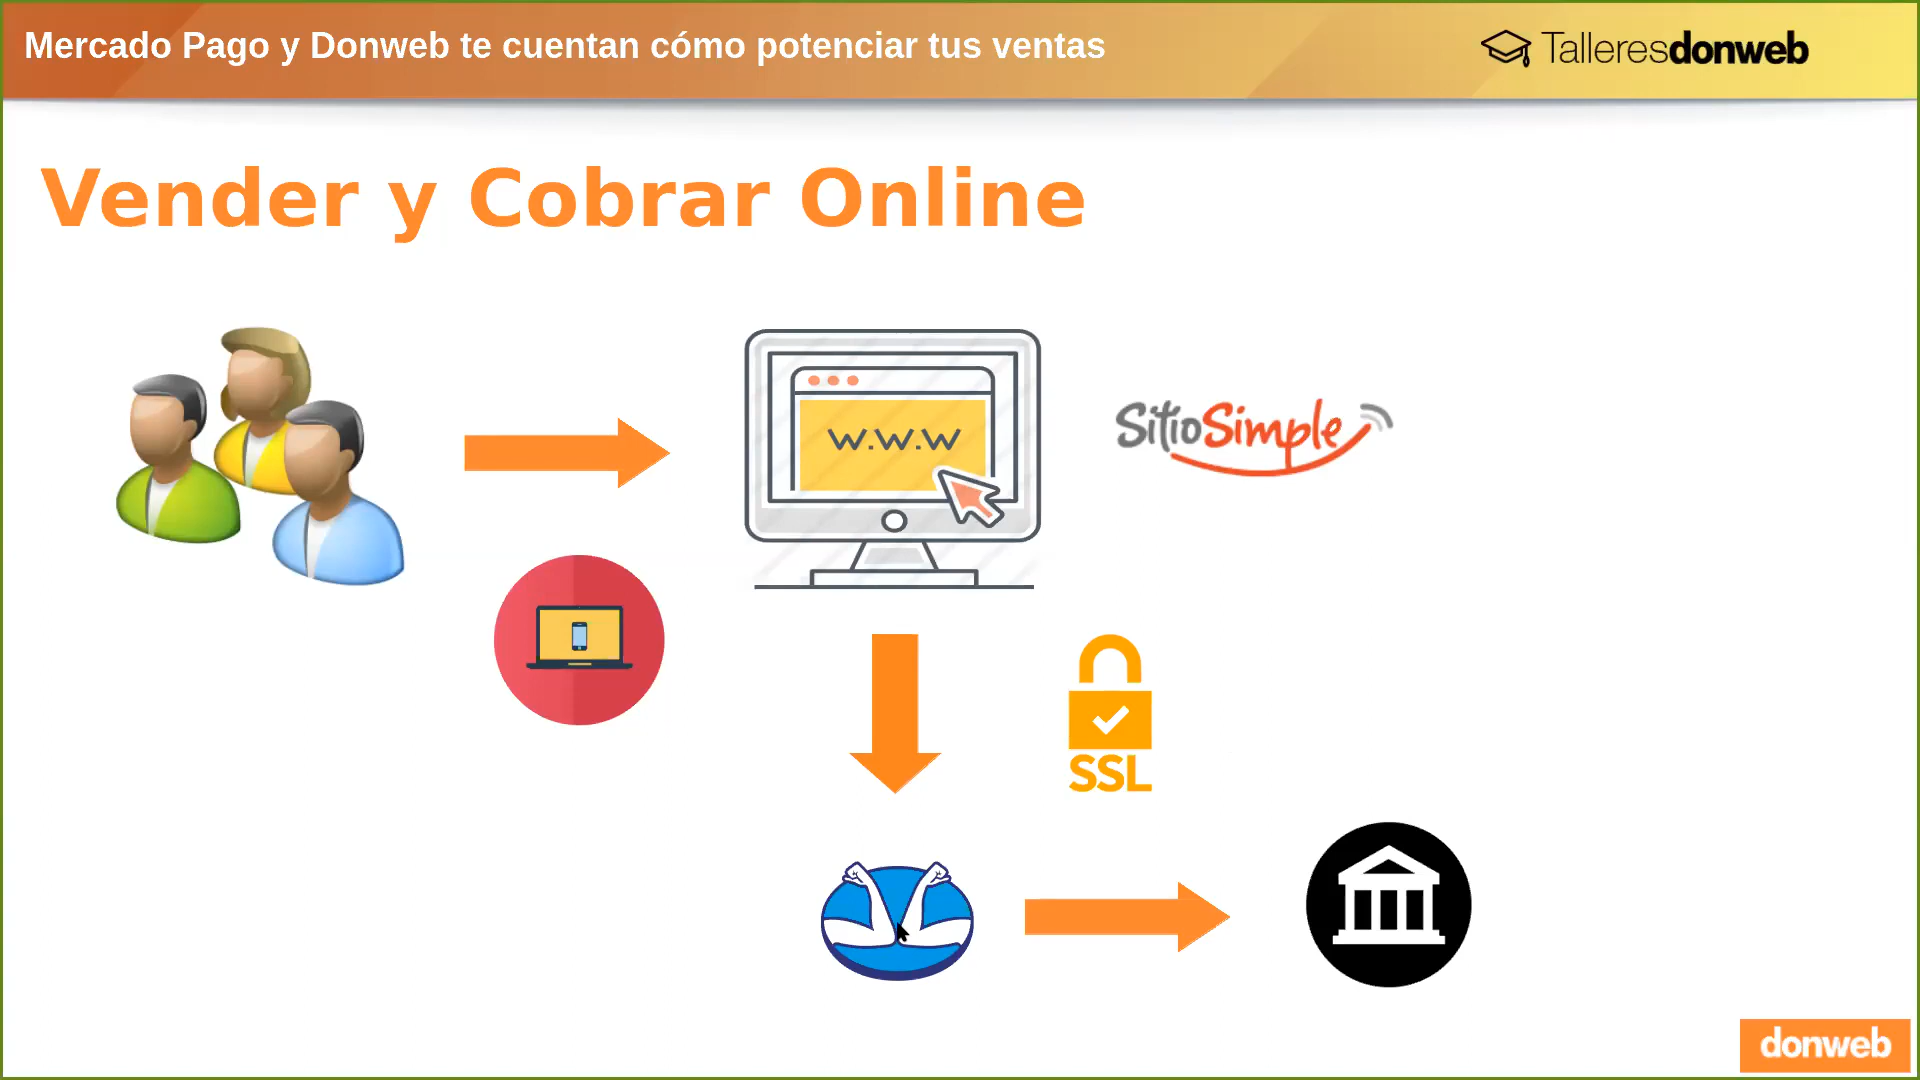 Mercado Pago y Donweb te cuentan cómo potenciar tus ventas
Talleresdonweb
Vender y Cobrar Online
W.W.W
SitioSimple
SSL
donweb